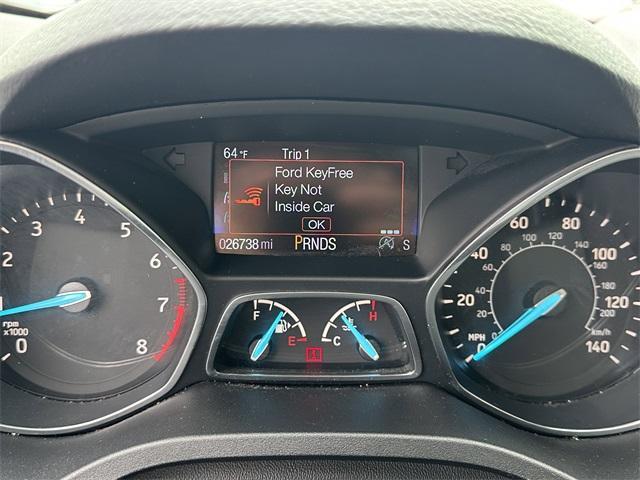 64 °F Trip 1
Ford KeyFree
Key Not
Inside Car
OK
026738 mi PRNDS S
0 1 2 3 4 5 6 7 8
rpm
x1000
F E
C H
0 20 40 60 80 100 120 140
MPH
20 40 60 80 100 120 140 160 200
km/h